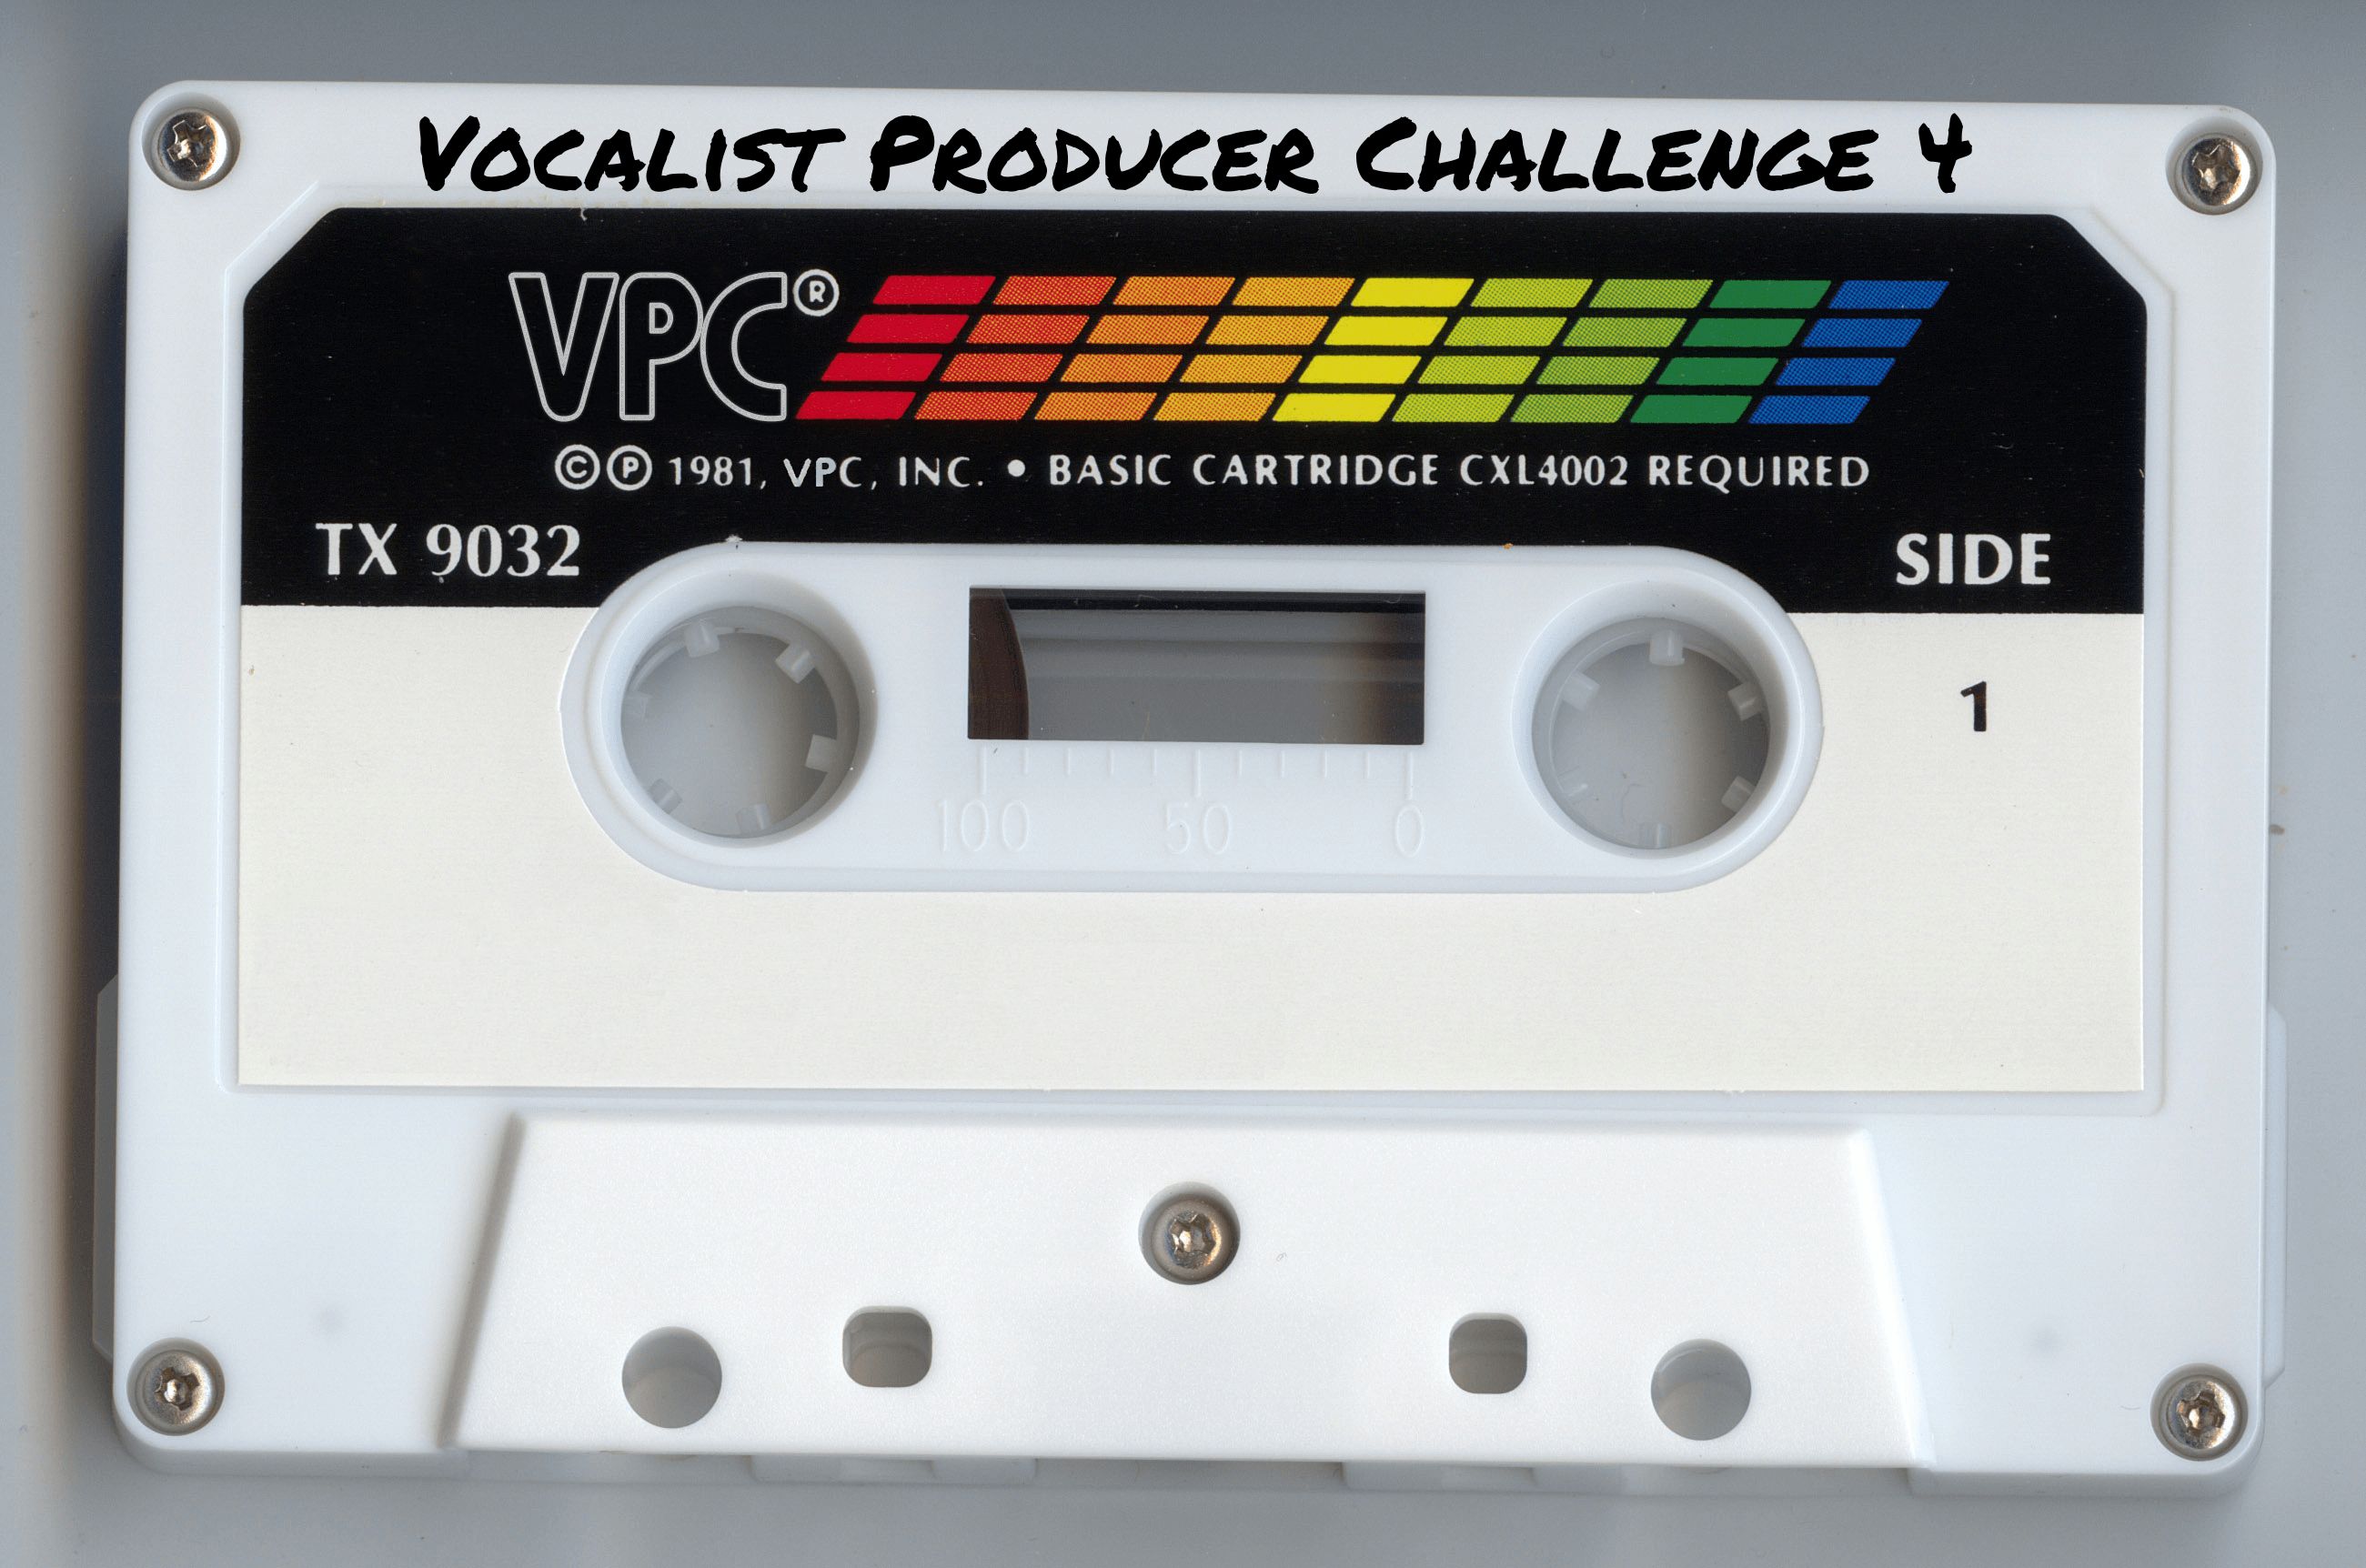 VOCALIST PRODUCER CHALLENGE 4
VPC®
©℗ 1981, VPC, INC. • BASIC CARTRIDGE CXL4002 REQUIRED
TX 9032
SIDE
1
100 50 0